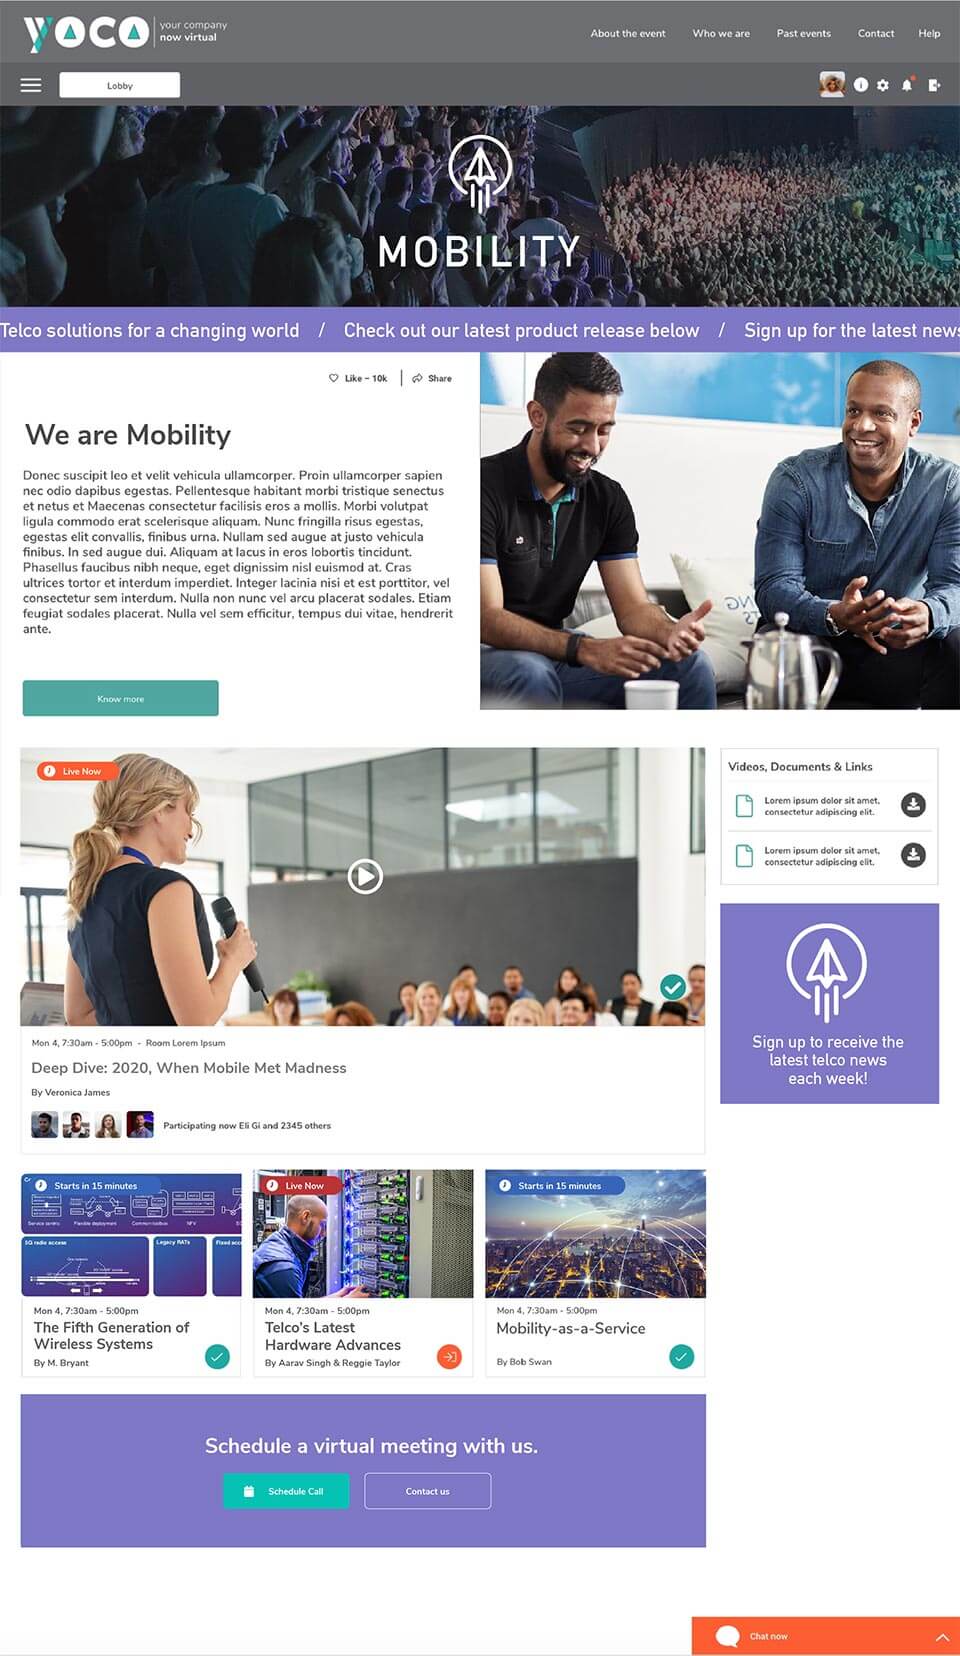 YOCO
your company
now virtual
About the event
Who we are
Past events
Contact
Help
Lobby
MOBILITY
Telco solutions for a changing world / Check out our latest product release below / Sign up for the latest news
Like – 10k
Share
We are Mobility
Donec suscipit leo et velit vehicula ullamcorper. Proin ullamcorper sapien
nec odio dapibus egestas. Pellentesque habitant morbi tristique senectus
et netus et Maecenas consectetur facilisis eros a mollis. Morbi volutpat
ligula commodo erat scelerisque aliquam. Nunc fringilla risus egestas,
egestas elit convallis, finibus urna. Nullam sed augue at justo vehicula
finibus. In sed augue dui. Aliquam at lacus in eros lobortis tincidunt.
Phasellus faucibus nibh neque, eget dignissim nisl euismod at. Cras
ultrices tortor et interdum imperdiet. Integer lacinia nisi et est porttitor, vel
consectetur sem interdum. Nulla non nunc vel arcu placerat sodales. Etiam
feugiat sodales placerat. Nulla vel sem efficitur, tempus dui vitae, hendrerit
ante.
Know more
Live Now
Mon 4, 7:30am - 5:00pm - Room Lorem Ipsum
Deep Dive: 2020, When Mobile Met Madness
By Veronica James
Participating now Eli Gi and 2345 others
Videos, Documents & Links
Lorem ipsum dolor sit amet,
consectetur adipiscing elit.
Lorem ipsum dolor sit amet,
consectetur adipiscing elit.
Sign up to receive the
latest telco news
each week!
Starts in 15 minutes
Service centric
Flexible deployment
Common toolbox
NFV
5G radio access
Legacy RATs
Fixed acc
Mon 4, 7:30am - 5:00pm
The Fifth Generation of
Wireless Systems
By M. Bryant
Live Now
Mon 4, 7:30am - 5:00pm
Telco's Latest
Hardware Advances
By Aarav Singh & Reggie Taylor
Starts in 15 minutes
Mon 4, 7:30am - 5:00pm
Mobility-as-a-Service
By Bob Swan
Schedule a virtual meeting with us.
Schedule Call
Contact us
Chat now